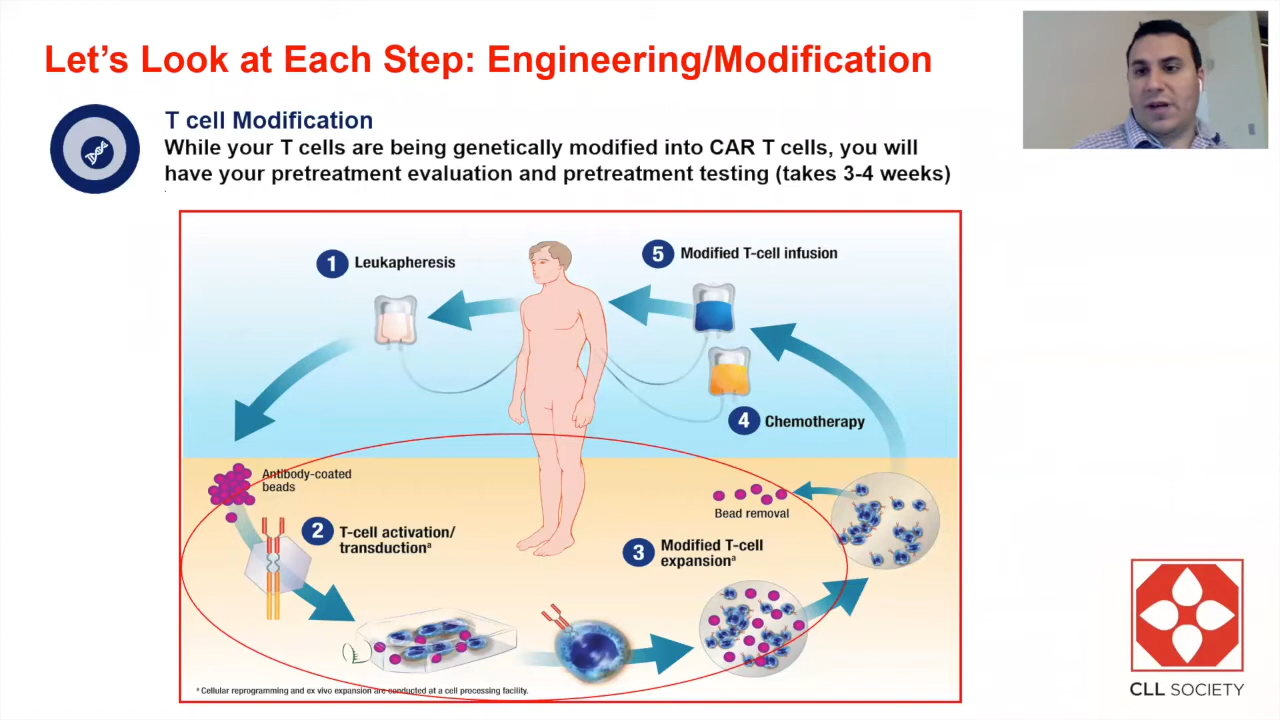 Let's Look at Each Step: Engineering/Modification
T cell Modification
While your T cells are being genetically modified into CAR T cells, you will
have your pretreatment evaluation and pretreatment testing (takes 3-4 weeks)
1 Leukapheresis
5 Modified T-cell infusion
4 Chemotherapy
Antibody-coated
beads
2 T-cell activation/
transductionᵃ
Bead removal
3 Modified T-cell
expansionᵃ
ᵃ Cellular reprogramming and ex vivo expansion are conducted at a cell processing facility.
CLL SOCIETY